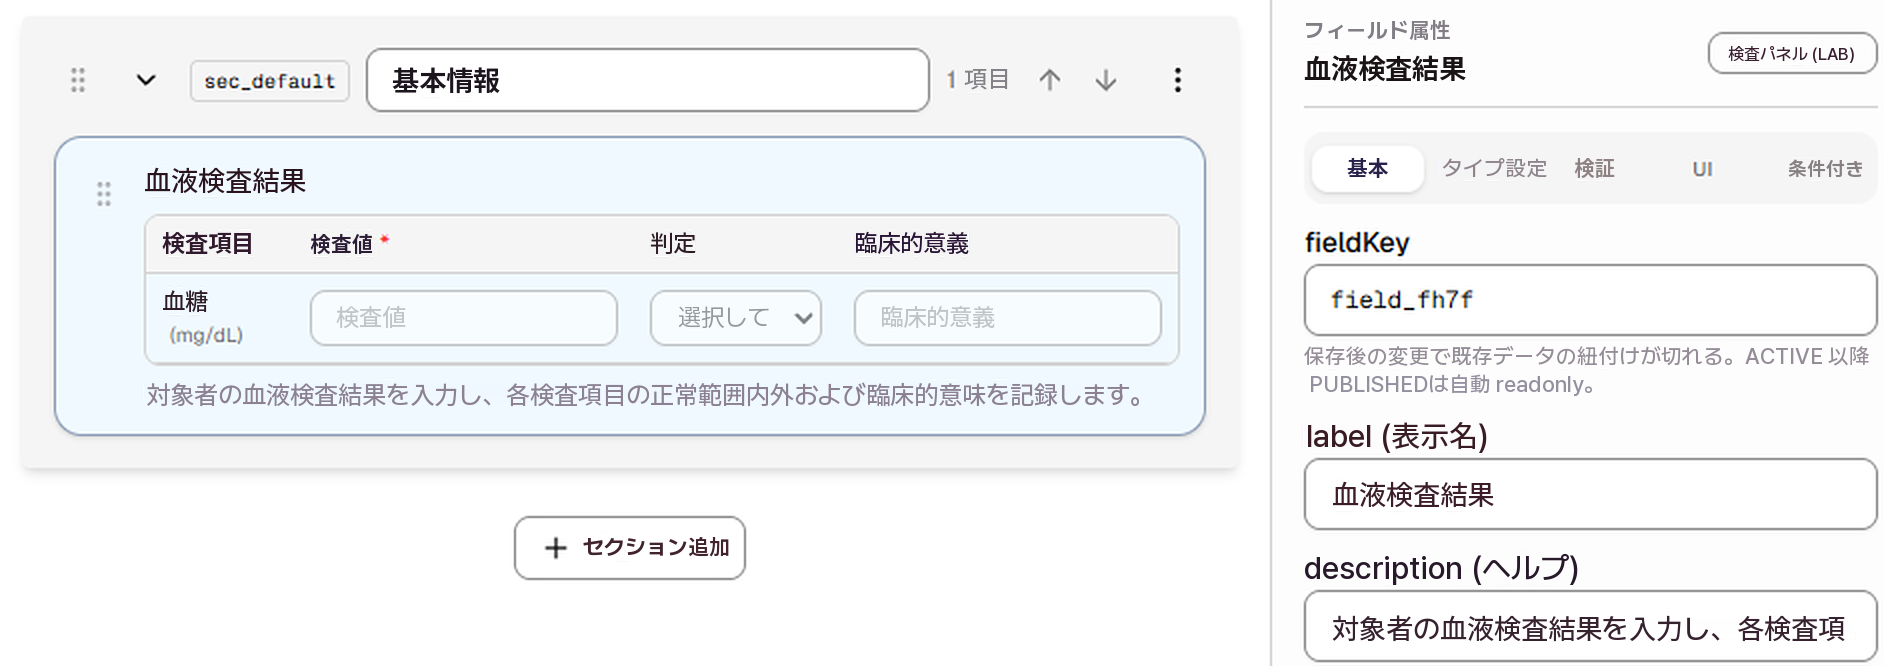 sec_default
基本情報
1 項目
血液検査結果
検査項目 検査値 * 判定 臨床的意義
血糖 (mg/dL) 検査値 選択して 臨床的意義
対象者の血液検査結果を入力し、各検査項目の正常範囲内外および臨床的意味を記録します。
+ セクション追加
フィールド属性
血液検査結果
検査パネル (LAB)
基本 タイプ設定 検証 UI 条件付き
fieldKey
field_fh7f
保存後の変更で既存データの紐付けが切れる。ACTIVE 以降
PUBLISHEDは自動 readonly。
label (表示名)
血液検査結果
description (ヘルプ)
対象者の血液検査結果を入力し、各検査項